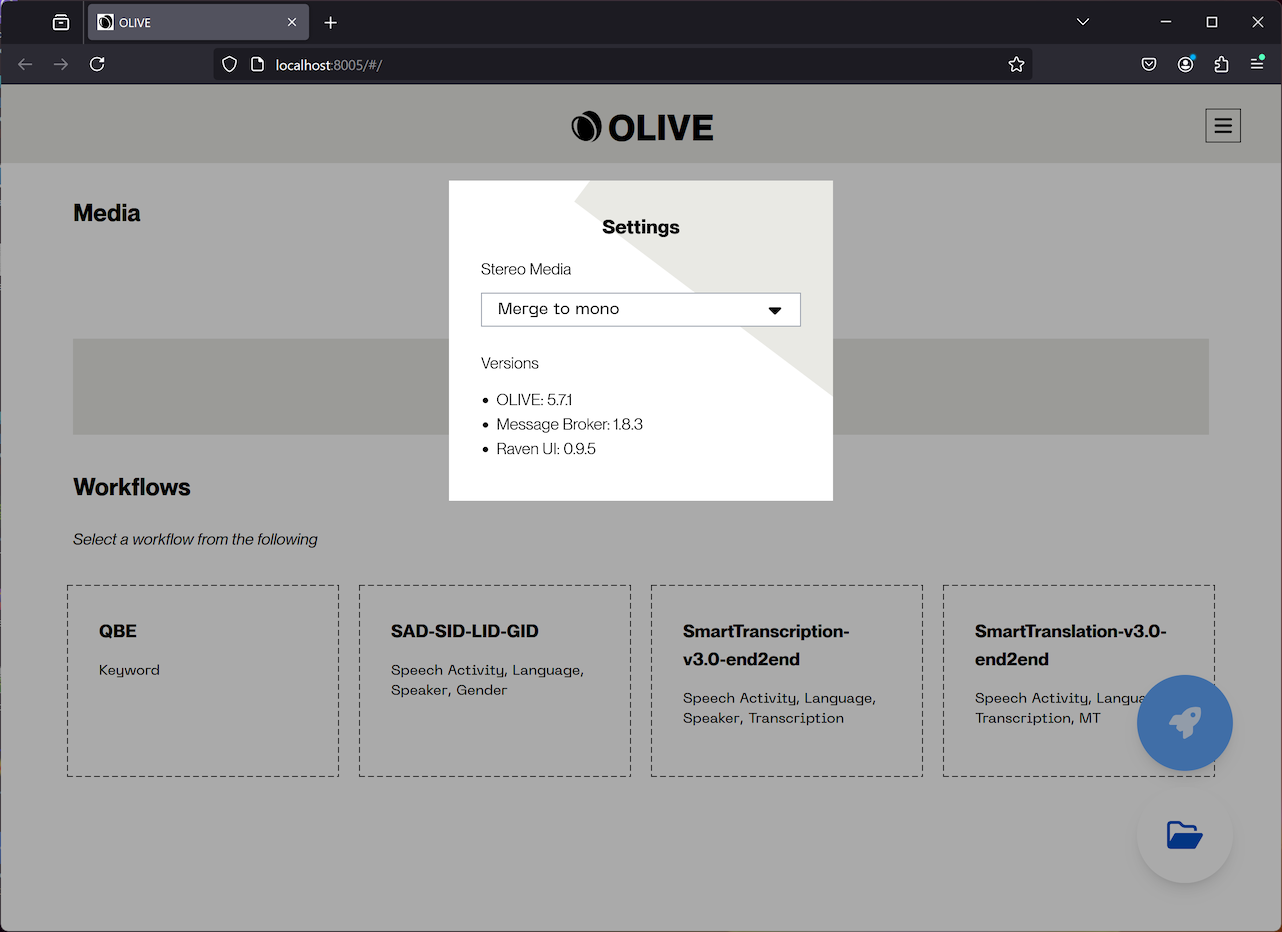 OLIVE
localhost:8005/#/
OLIVE
Media
Settings
Stereo Media
Merge to mono
Versions
OLIVE: 5.7.1
Message Broker: 1.8.3
Raven UI: 0.9.5
Workflows
Select a workflow from the following
QBE
Keyword
SAD-SID-LID-GID
Speech Activity, Language,
Speaker, Gender
SmartTranscription-
v3.0-end2end
Speech Activity, Language,
Speaker, Transcription
SmartTranslation-v3.0-
end2end
Speech Activity, Langua
Transcription, MT